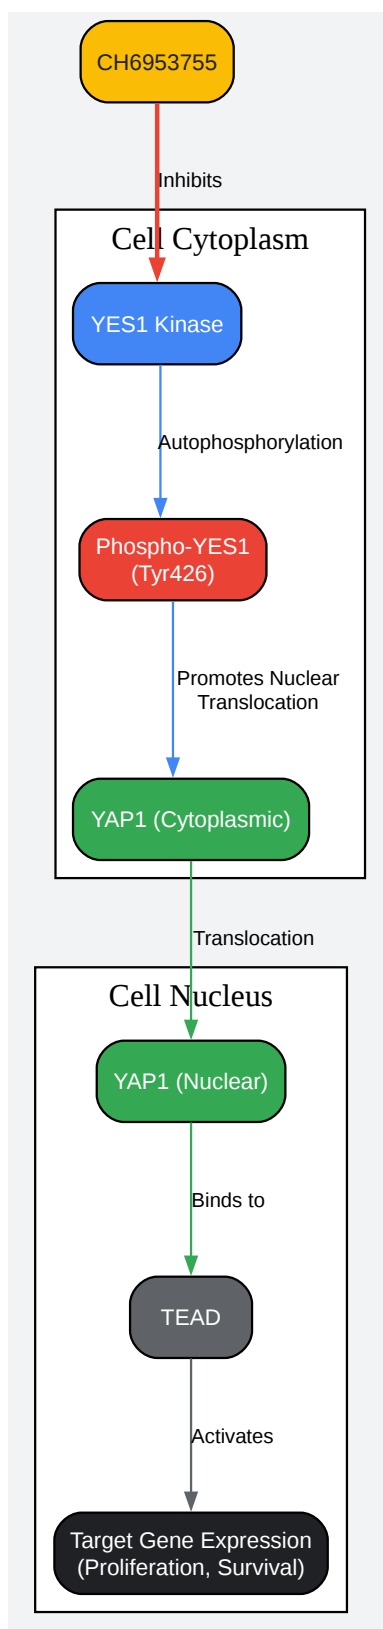 CH6953755
Inhibits
Cell Cytoplasm
YES1 Kinase
Autophosphorylation
Phospho-YES1
(Tyr426)
Promotes Nuclear
Translocation
YAP1 (Cytoplasmic)
Translocation
Cell Nucleus
YAP1 (Nuclear)
Binds to
TEAD
Activates
Target Gene Expression
(Proliferation, Survival)